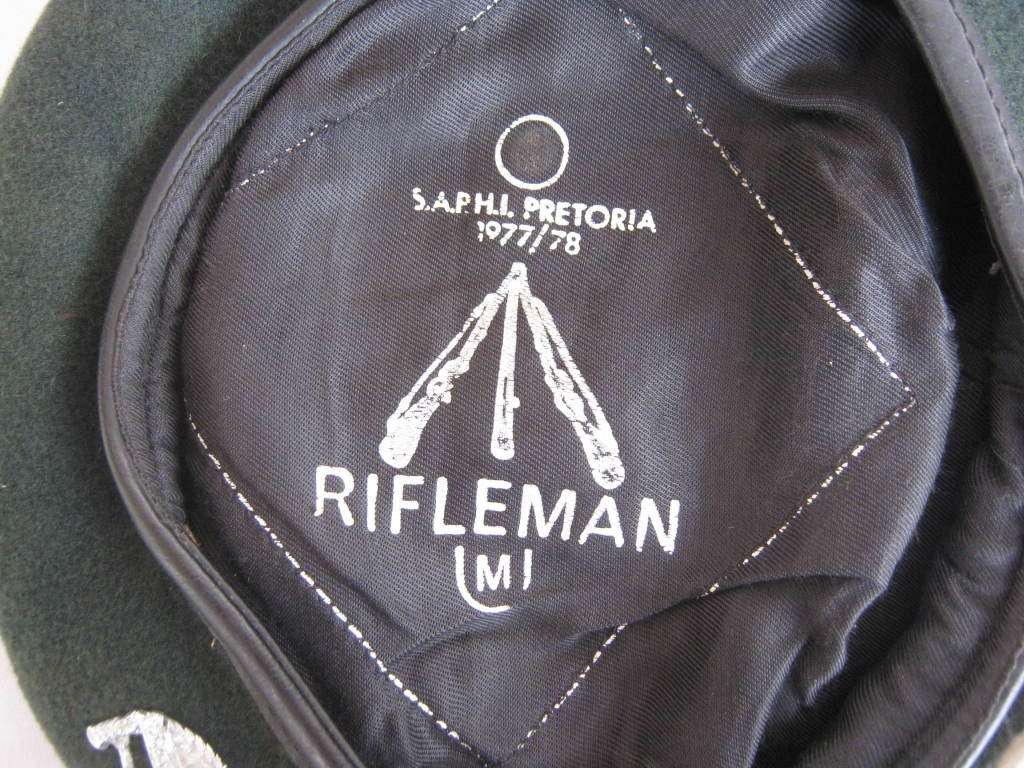 S.A.P.H.I. PRETORIA
1977/78
RIFLEMAN
M